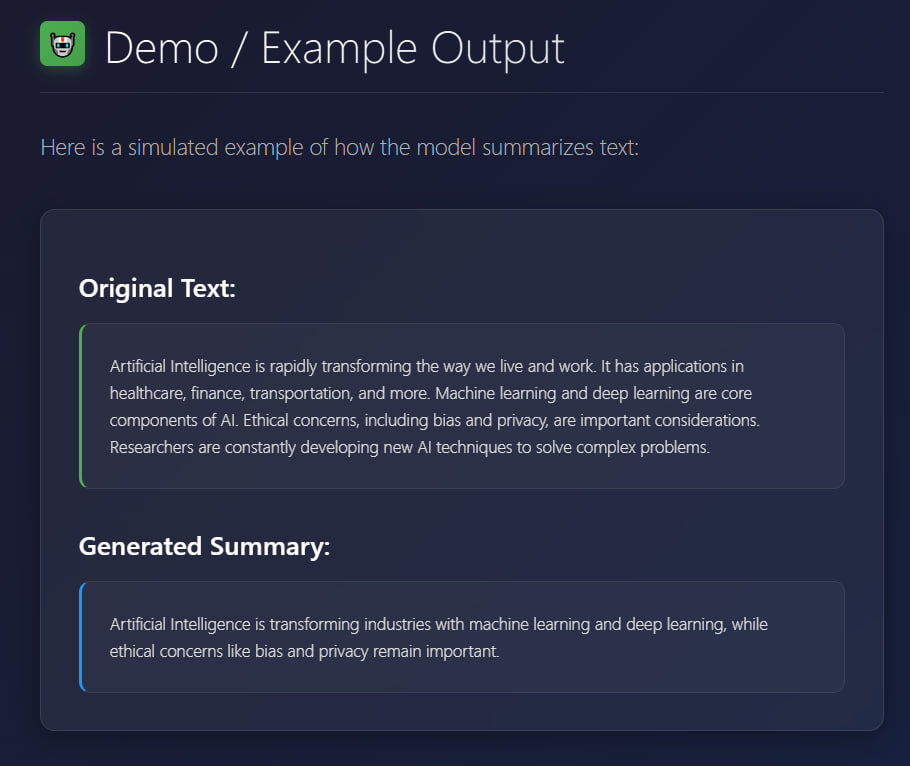 Demo / Example Output
Here is a simulated example of how the model summarizes text:
Original Text:
Artificial Intelligence is rapidly transforming the way we live and work. It has applications in
healthcare, finance, transportation, and more. Machine learning and deep learning are core
components of AI. Ethical concerns, including bias and privacy, are important considerations.
Researchers are constantly developing new AI techniques to solve complex problems.
Generated Summary:
Artificial Intelligence is transforming industries with machine learning and deep learning, while
ethical concerns like bias and privacy remain important.